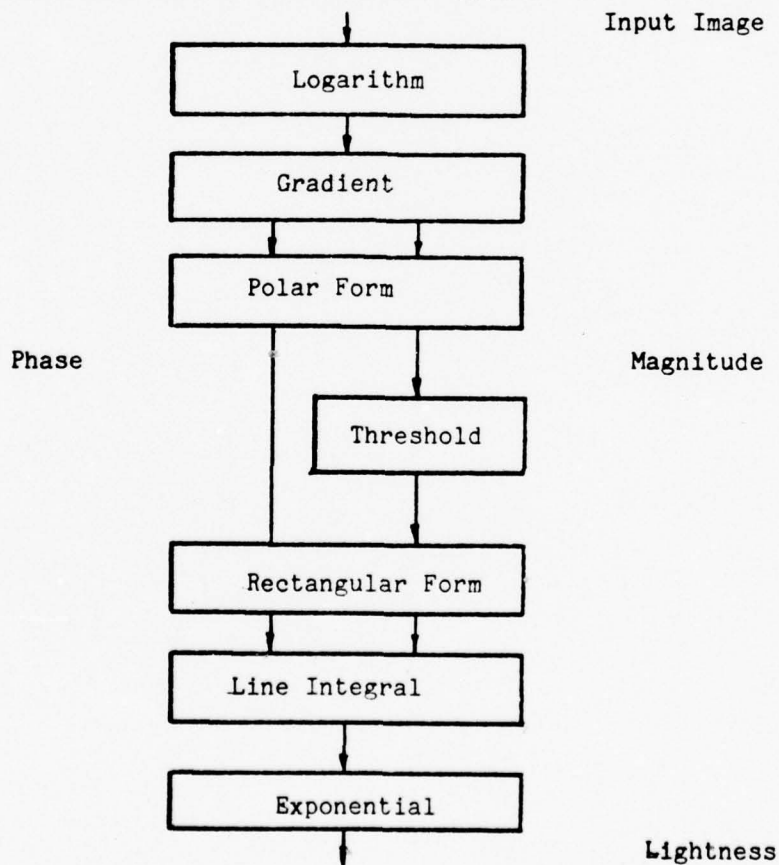 Input Image
Logarithm
Gradient
Polar Form
Phase
Magnitude
Threshold
Rectangular Form
Line Integral
Exponential
Lightness